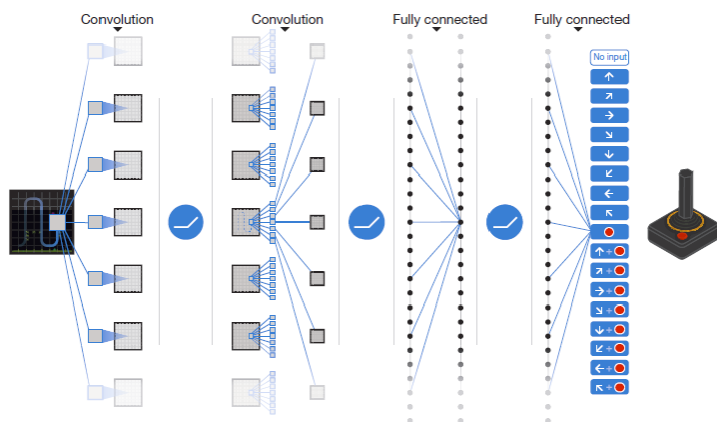 Convolution
Convolution
Fully connected
Fully connected
No input
+
+
+
+
+
+
+
+